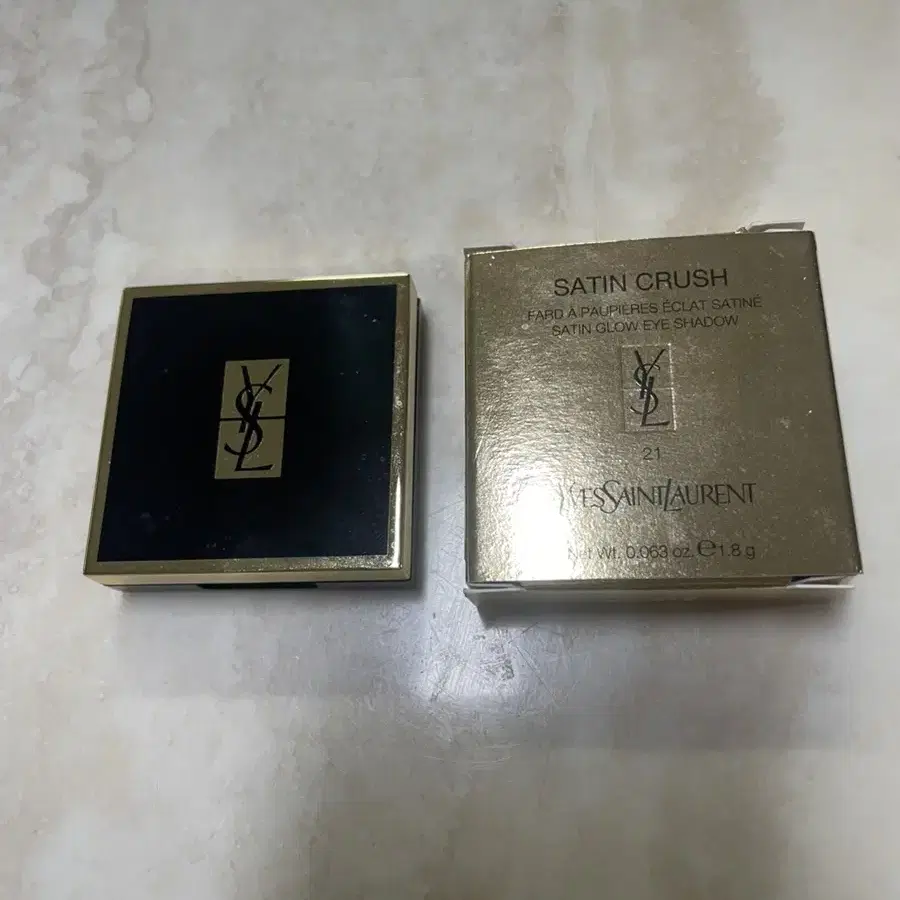 YSL
SATIN CRUSH
FARD À PAUPIÈRES ÉCLAT SATINÉ
SATIN GLOW EYE SHADOW
YSL
21
YVESSAINTLAURENT
Net Wt. 0.063 oz. ℮ 1.8 g